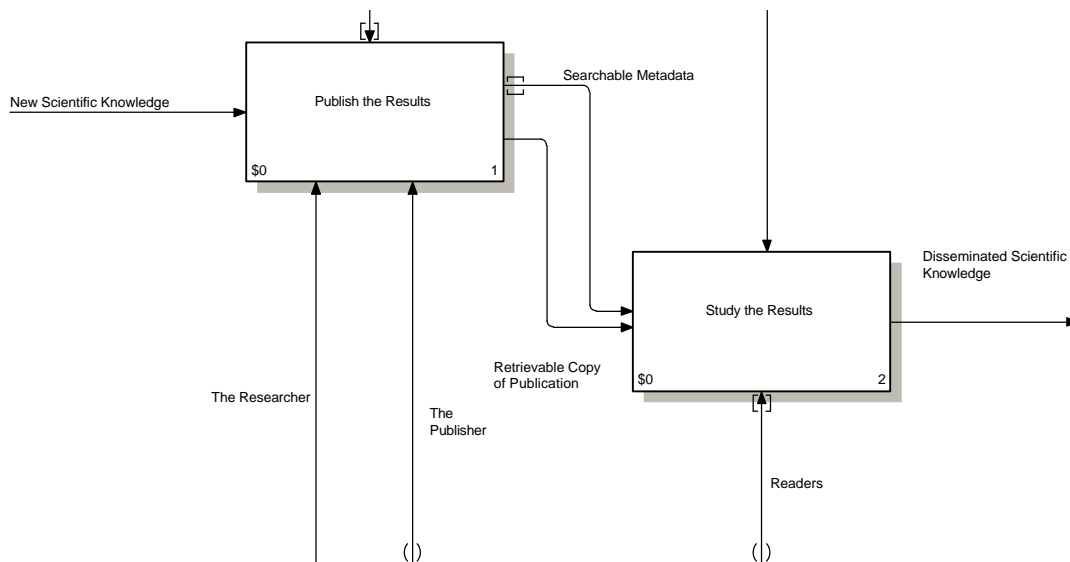 Searchable Metadata
New Scientific Knowledge
Publish the Results
$0
1
Disseminated Scientific
Knowledge
Study the Results
Retrievable Copy
of Publication
$0
2
The Researcher
The
Publisher
Readers